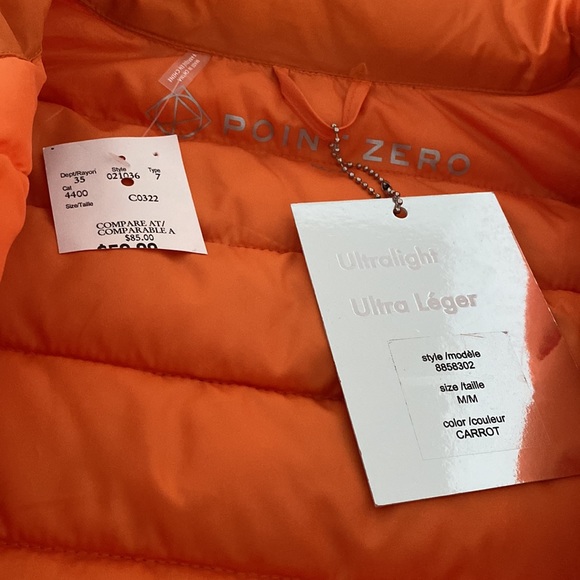 POINT ZERO
Dept/Rayon Style Type
35 021036 7
Cat
4400 C0322
Size/Taille
COMPARE AT/
COMPARABLE A
$85.00
Ultralight
Ultra Léger
style /modèle
8858302
size /taille
M/M
color /couleur
CARROT